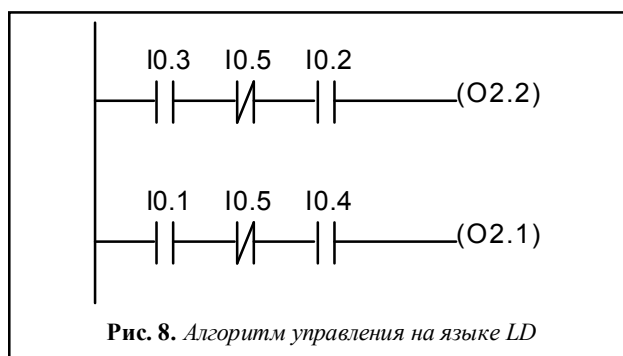 I0.3 I0.5 I0.2
(O2.2)
I0.1 I0.5 I0.4
(O2.1)
Рис. 8. Алгоритм управления на языке LD